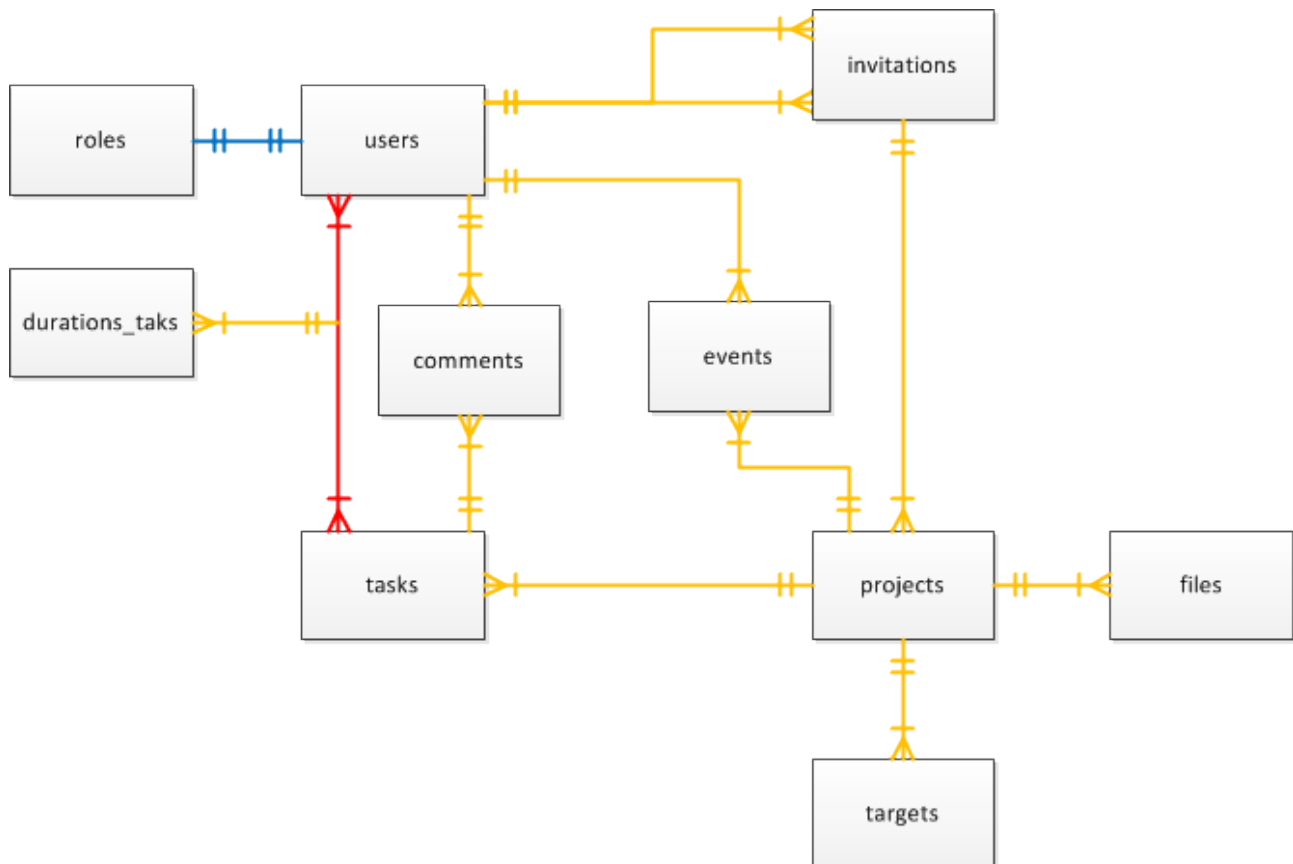 invitations
roles
users
durations_taks
comments
events
tasks
projects
files
targets